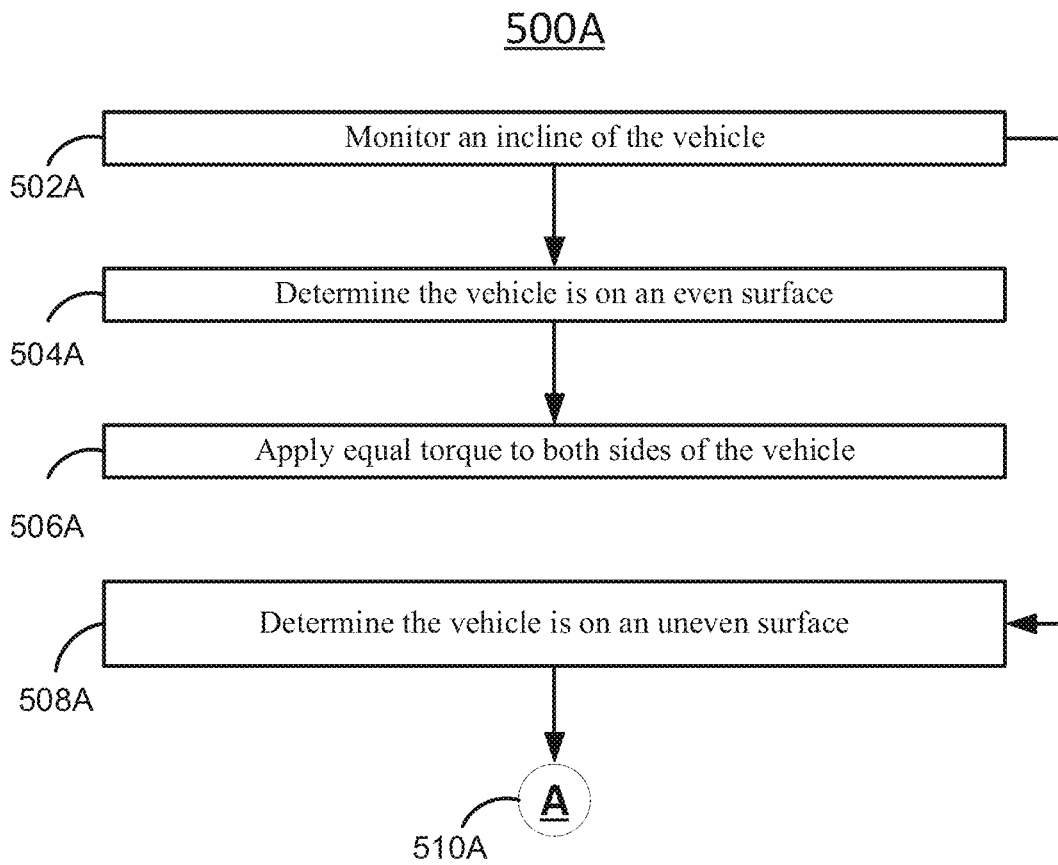 500A
Monitor an incline of the vehicle
502A
Determine the vehicle is on an even surface
504A
Apply equal torque to both sides of the vehicle
506A
Determine the vehicle is on an uneven surface
508A
A
510A